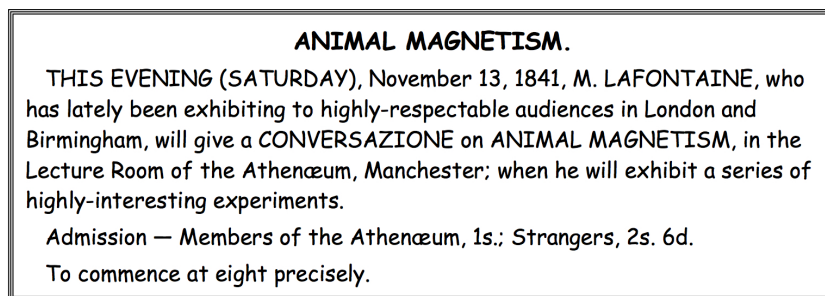 ANIMAL MAGNETISM.
THIS EVENING (SATURDAY), November 13, 1841, M. LAFONTAINE, who
has lately been exhibiting to highly-respectable audiences in London and
Birmingham, will give a CONVERSAZIONE on ANIMAL MAGNETISM, in the
Lecture Room of the Athenæum, Manchester; when he will exhibit a series of
highly-interesting experiments.
Admission — Members of the Athenæum, 1s.; Strangers, 2s. 6d.
To commence at eight precisely.